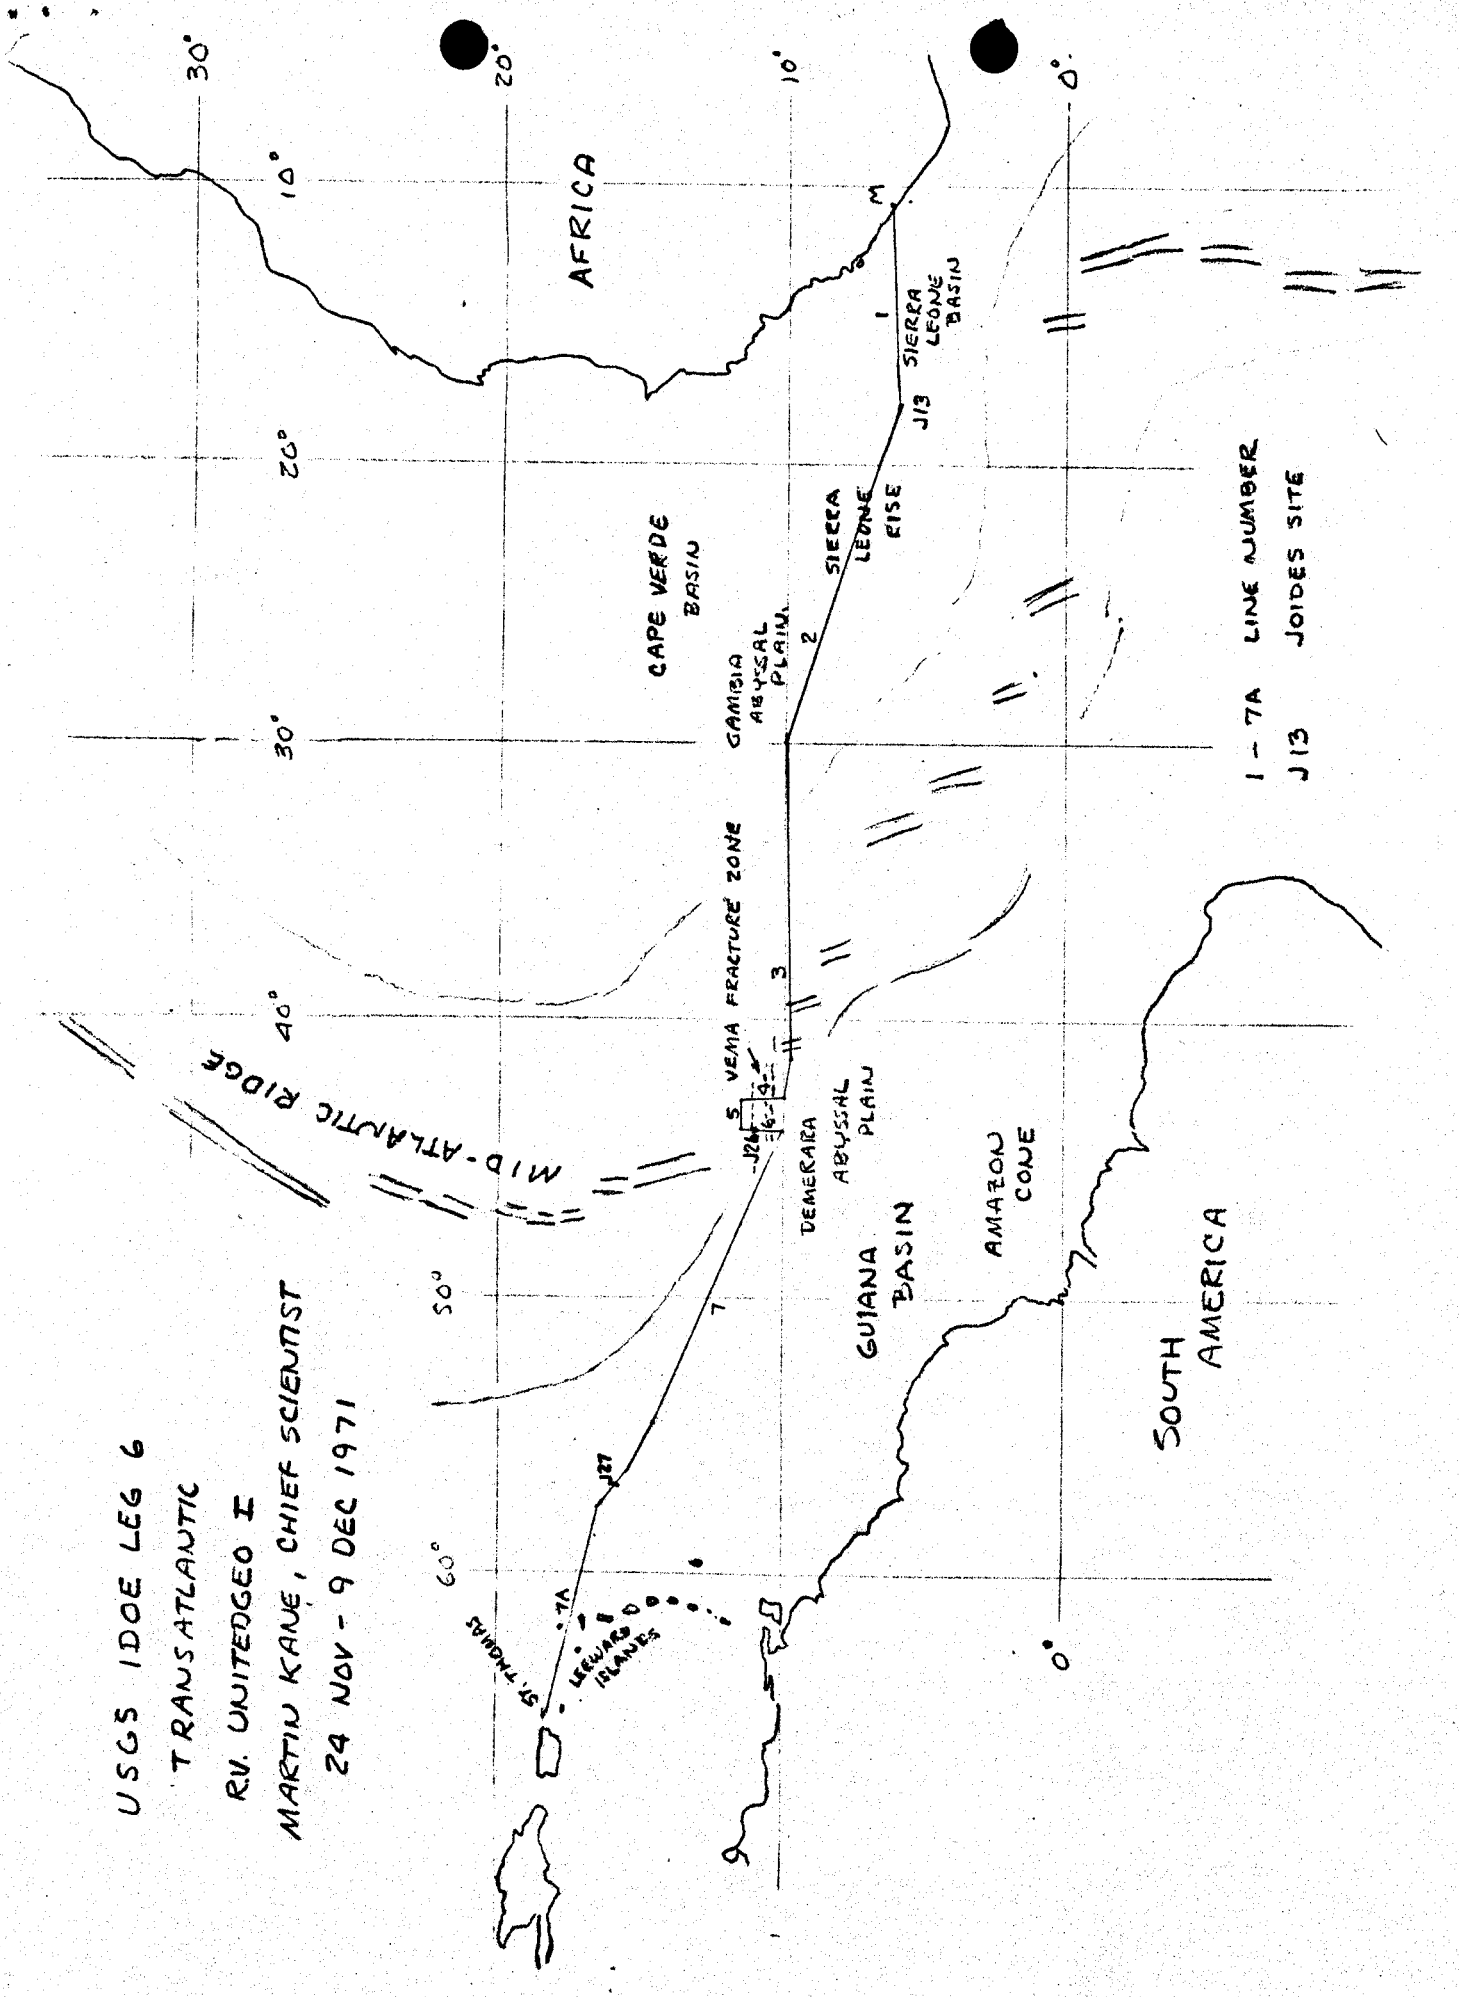 USGS IDOE LEG 6
TRANSATLANTIC
R.V. UNITEDGEO I
MARTIN KANE, CHIEF SCIENTIST
24 NOV - 9 DEC 1971
30°
20°
10°
0°
10°
20°
30°
40°
50°
60°
0°
MID-ATLANTIC RIDGE
AFRICA
CAPE VERDE
BASIN
GAMBIA
ABYSSAL
PLAIN
VEMA FRACTURE ZONE
SIERRA
LEONE
RISE
SIERRA
LEONE
BASIN
M
1
J13
2
3
4
5
6
J26
7
J27
7A
ST. THOMAS
LEEWARD
ISLANDS
DEMERARA
ABYSSAL
PLAIN
GUIANA
BASIN
AMAZON
CONE
SOUTH
AMERICA
1 - 7A LINE NUMBER
J13 JOIDES SITE